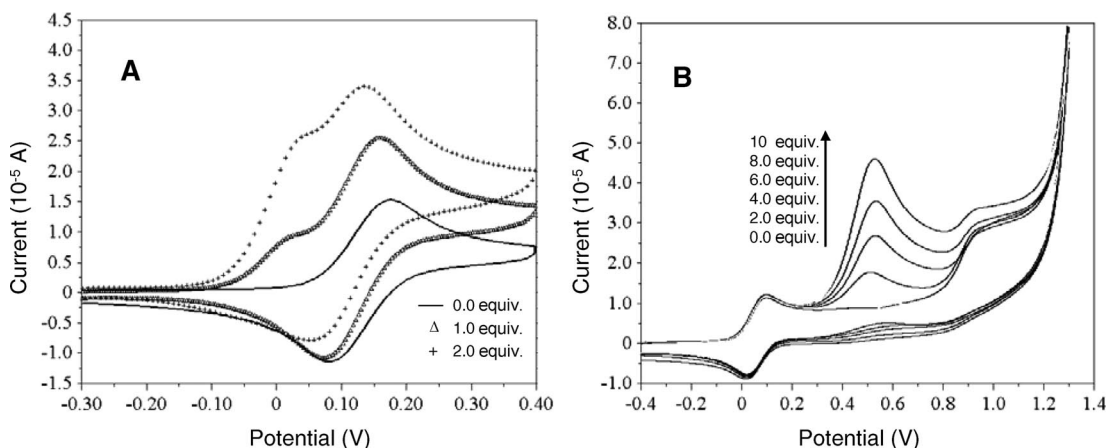 4.5
4.0
3.5
3.0
2.5
2.0
1.5
1.0
0.5
0
-0.5
-1.0
-1.5
-0.30
-0.20
-0.10
0
0.10
0.20
0.30
0.40
A
Current (10-5 A)
Potential (V)
0.0 equiv.
Δ 1.0 equiv.
+ 2.0 equiv.
8.0
7.0
6.0
5.0
4.0
3.0
2.0
1.0
0
-1.0
-0.4
-0.2
0
0.2
0.4
0.6
0.8
1.0
1.2
1.4
B
10 equiv.
8.0 equiv.
6.0 equiv.
4.0 equiv.
2.0 equiv.
0.0 equiv.
Current (10-5 A)
Potential (V)